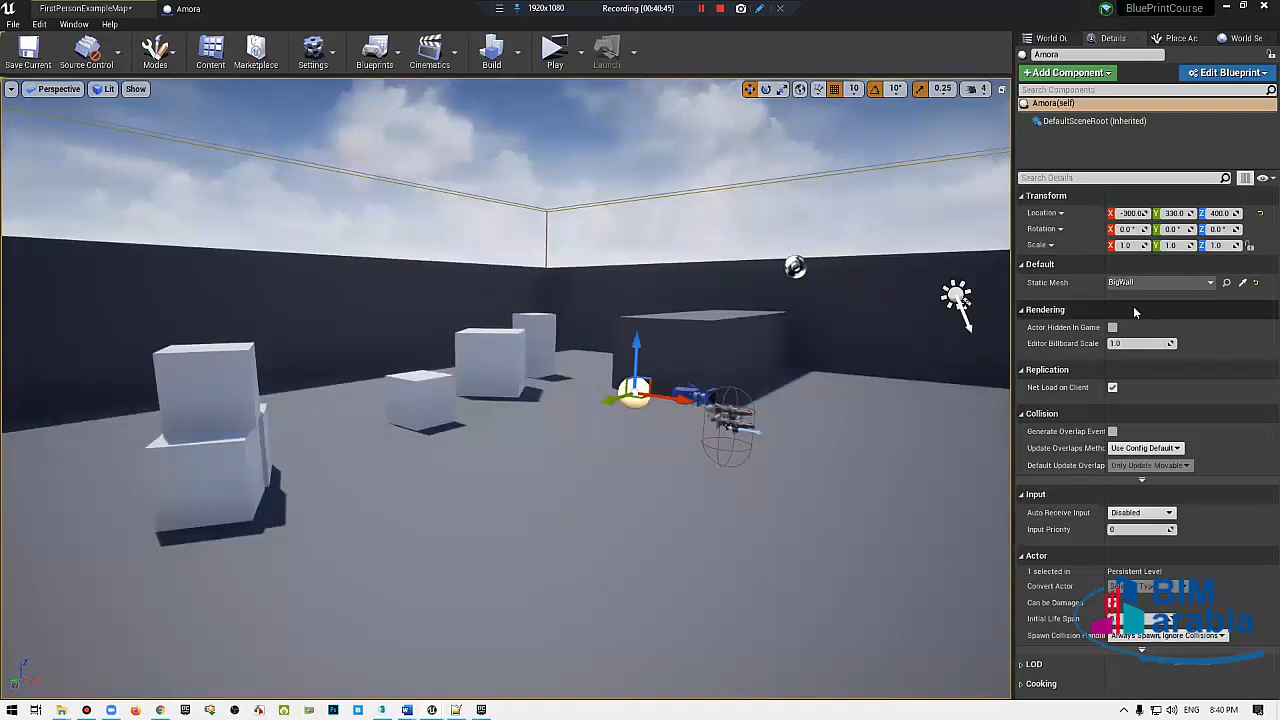 FirstPersonExampleMap*
Amora
1920x1080
Recording [00:40:45]
BluePrintCourse
File
Edit
Window
Help
World Ou
Details
Place Ac
World Se
Amora
Save Current
Source Control
Modes
Content
Marketplace
Settings
Blueprints
Cinematics
Build
Play
Launch
+Add Component
Edit Blueprint
Search Components
Amora(self)
DefaultSceneRoot (Inherited)
Perspective
Lit
Show
10
10°
0.25
4
Search Details
Transform
Location X -300.0 Y 330.0 Z 400.0
Rotation X 0.0° Y 0.0° Z 0.0°
Scale X 1.0 Y 1.0 Z 1.0
Default
Static Mesh BigWall
Rendering
Actor Hidden In Game
Editor Billboard Scale 1.0
Replication
Net Load on Client
Collision
Generate Overlap Event
Update Overlaps Metho Use Config Default
Default Update Overlap Only Update Movable
Input
Auto Receive Input Disabled
Input Priority 0
Actor
1 selected in Persistent Level
Convert Actor
Can be Damaged
Initial Life Span
Spawn Collision Handlin Always Spawn, Ignore Collisions
BIM
arabia
LOD
Cooking
ENG
8:40 PM